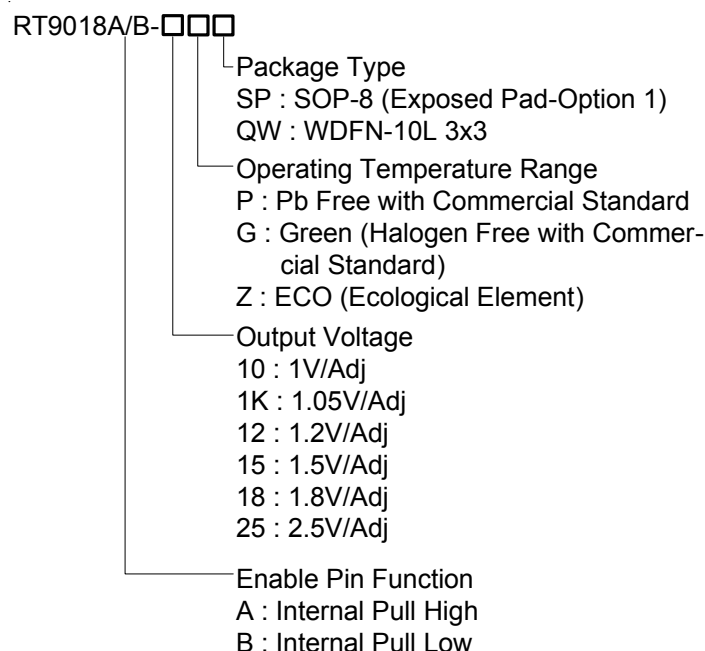 RT9018A/B-□□□
Package Type
SP : SOP-8 (Exposed Pad-Option 1)
QW : WDFN-10L 3x3
Operating Temperature Range
P : Pb Free with Commercial Standard
G : Green (Halogen Free with Commer-
cial Standard)
Z : ECO (Ecological Element)
Output Voltage
10 : 1V/Adj
1K : 1.05V/Adj
12 : 1.2V/Adj
15 : 1.5V/Adj
18 : 1.8V/Adj
25 : 2.5V/Adj
Enable Pin Function
A : Internal Pull High
B : Internal Pull Low